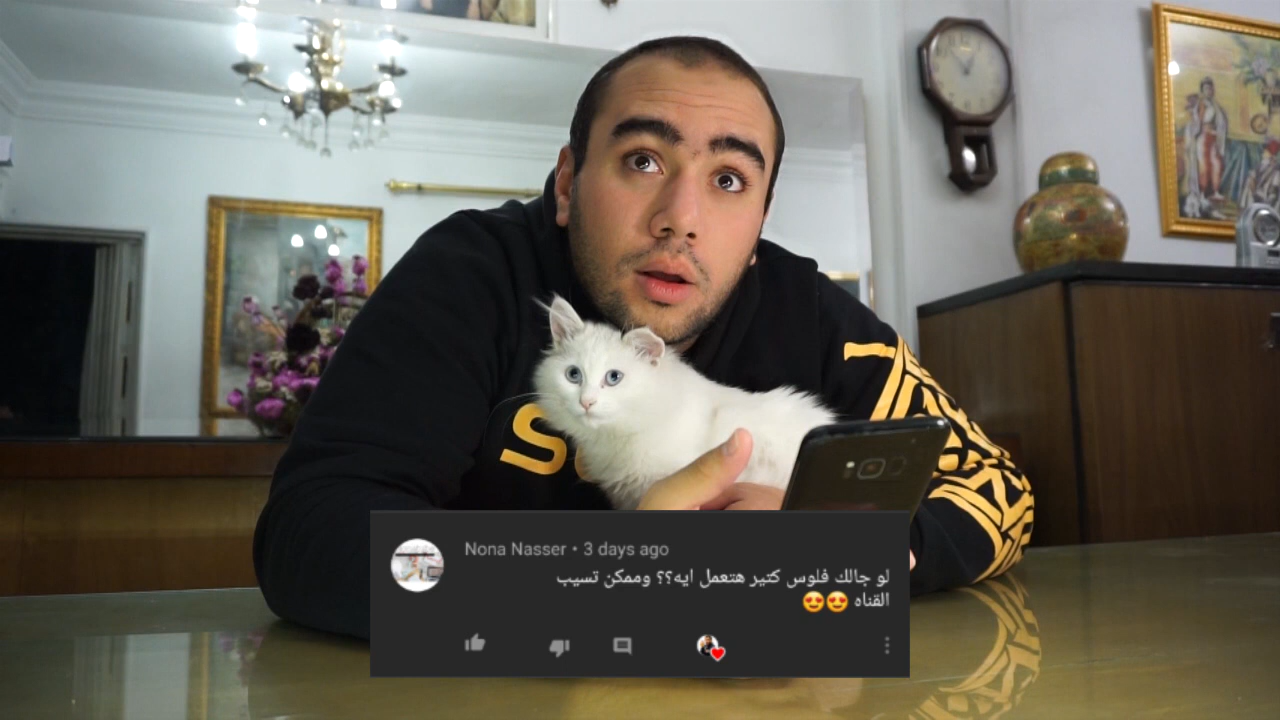 Nona Nasser • 3 days ago
لو جالك فلوس كتير هتعمل ايه؟؟ وممكن تسيب
القناه 😍😍